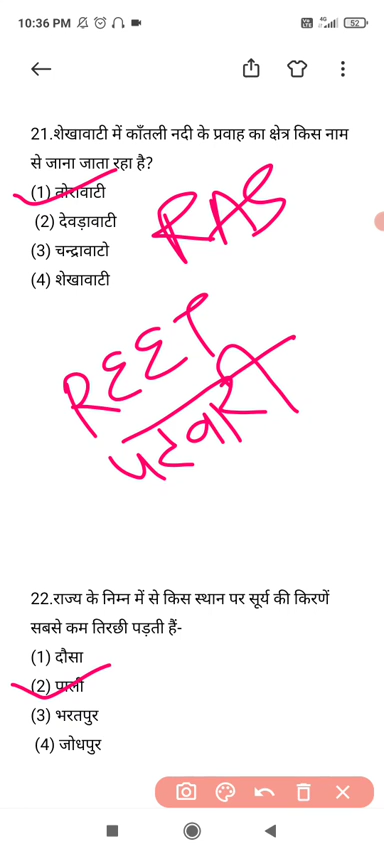 10:36 PM
4G
52
21.शेखावाटी में काँतली नदी के प्रवाह का क्षेत्र किस नाम
से जाना जाता रहा है?
(1) तोरावाटी
(2) देवड़ावाटी
(3) चन्द्रावाटो
(4) शेखावाटी
RAS
REET
पटवारी
22.राज्य के निम्न में से किस स्थान पर सूर्य की किरणें
सबसे कम तिरछी पड़ती हैं-
(1) दौसा
(2) पाली
(3) भरतपुर
(4) जोधपुर